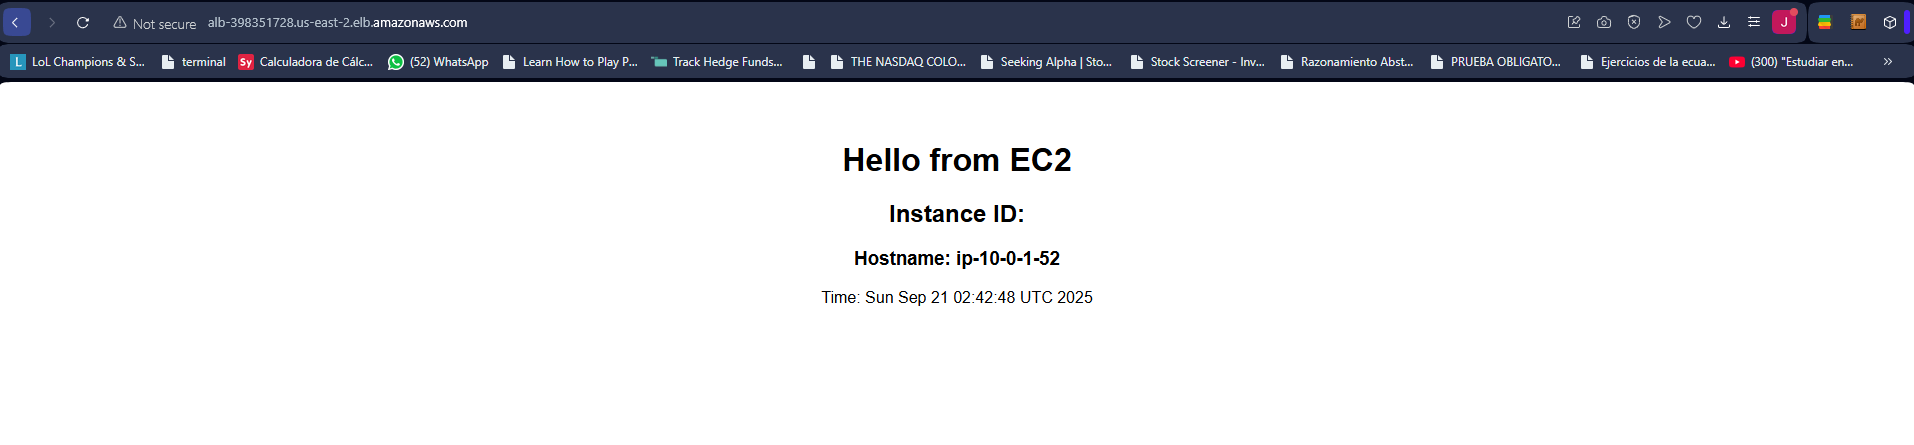 Not secure alb-398351728.us-east-2.elb.amazonaws.com J
L LoL Champions & S... terminal Sy Calculadora de Cálc... (52) WhatsApp Learn How to Play P... Track Hedge Funds... THE NASDAQ COLO... Seeking Alpha | Sto... Stock Screener - Inv... Razonamiento Abst... PRUEBA OBLIGATO... Ejercicios de la ecua... (300) "Estudiar en... »
Hello from EC2
Instance ID:
Hostname: ip-10-0-1-52
Time: Sun Sep 21 02:42:48 UTC 2025